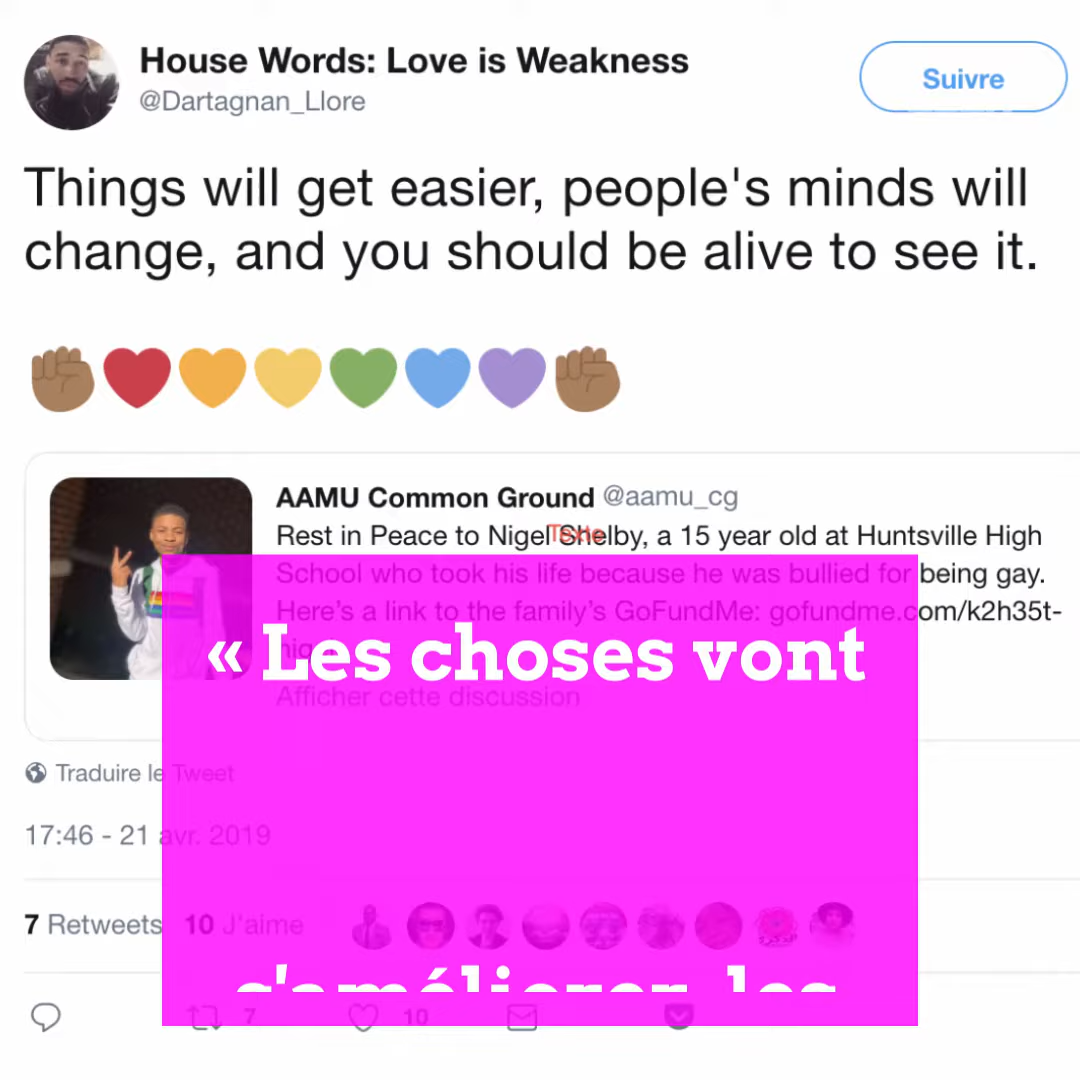 House Words: Love is Weakness
@Dartagnan_Llore
Suivre
Things will get easier, people's minds will
change, and you should be alive to see it.
AAMU Common Ground @aamu_cg
Rest in Peace to Nigel Shelby, a 15 year old at Huntsville High
Texte
School who took his life because he was bullied for being gay.
Here's a link to the family's GoFundMe: gofundme.com/k2h35t-
« Les choses vont
Afficher cette discussion
Traduire le Tweet
17:46 - 21 avr. 2019
7 Retweets 10 J'aime
s'améliorer, les
7 10